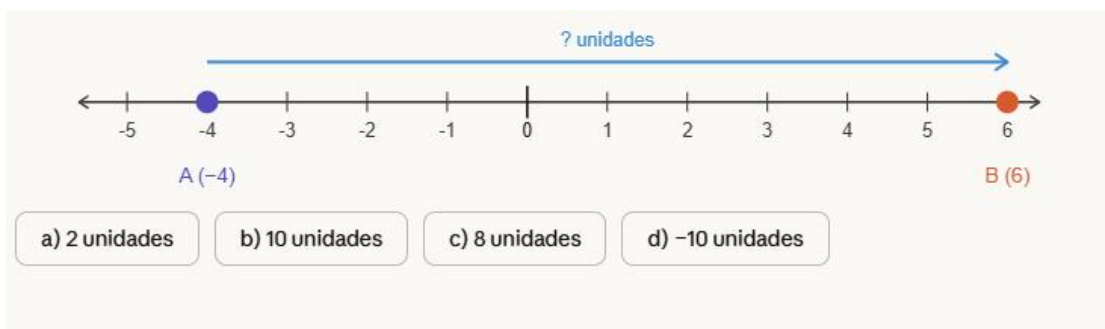 ? unidades
-5 -4 -3 -2 -1 0 1 2 3 4 5 6
A (−4) B (6)
a) 2 unidades b) 10 unidades c) 8 unidades d) −10 unidades